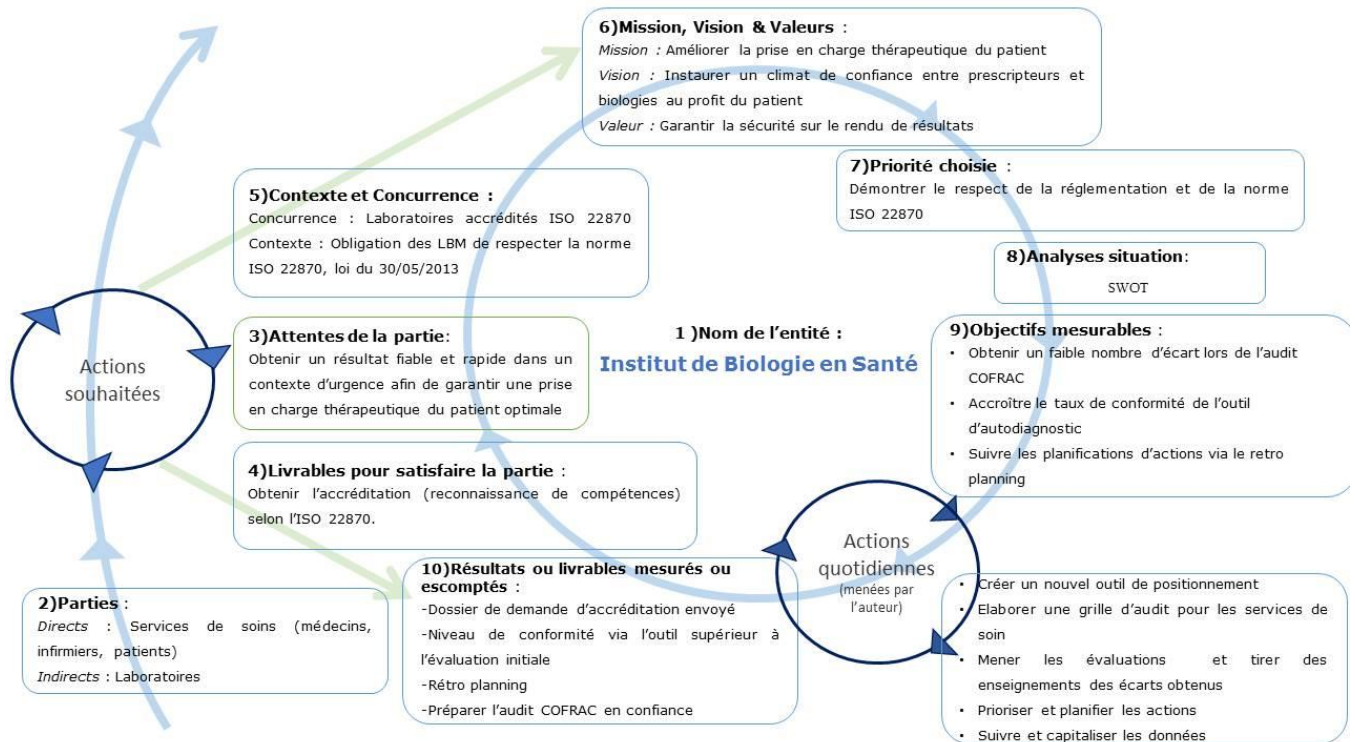 6)Mission, Vision & Valeurs :
Mission : Améliorer la prise en charge thérapeutique du patient
Vision : Instaurer un climat de confiance entre prescripteurs et
biologies au profit du patient
Valeur : Garantir la sécurité sur le rendu de résultats
7)Priorité choisie :
Démontrer le respect de la réglementation et de la norme
ISO 22870
5)Contexte et Concurrence :
Concurrence : Laboratoires accrédités ISO 22870
Contexte : Obligation des LBM de respecter la norme
ISO 22870, loi du 30/05/2013
8)Analyses situation:
SWOT
Actions
souhaitées
3)Attentes de la partie:
Obtenir un résultat fiable et rapide dans un
contexte d'urgence afin de garantir une prise
en charge thérapeutique du patient optimale
1 )Nom de l'entité :
Institut de Biologie en Santé
9)Objectifs mesurables :
• Obtenir un faible nombre d'écart lors de l'audit
COFRAC
• Accroître le taux de conformité de l'outil
d'autodiagnostic
• Suivre les planifications d'actions via le retro
planning
4)Livrables pour satisfaire la partie :
Obtenir l'accréditation (reconnaissance de compétences)
selon l'ISO 22870.
Actions
quotidiennes
(menées par
l'auteur)
10)Résultats ou livrables mesurés ou
escomptés :
-Dossier de demande d'accréditation envoyé
-Niveau de conformité via l'outil supérieur à
l'évaluation initiale
-Rétro planning
-Préparer l'audit COFRAC en confiance
2)Parties :
Directs : Services de soins (médecins,
infirmiers, patients)
Indirects : Laboratoires
• Créer un nouvel outil de positionnement
• Elaborer une grille d'audit pour les services de
soin
• Mener les évaluations et tirer des
enseignements des écarts obtenus
• Prioriser et planifier les actions
• Suivre et capitaliser les données